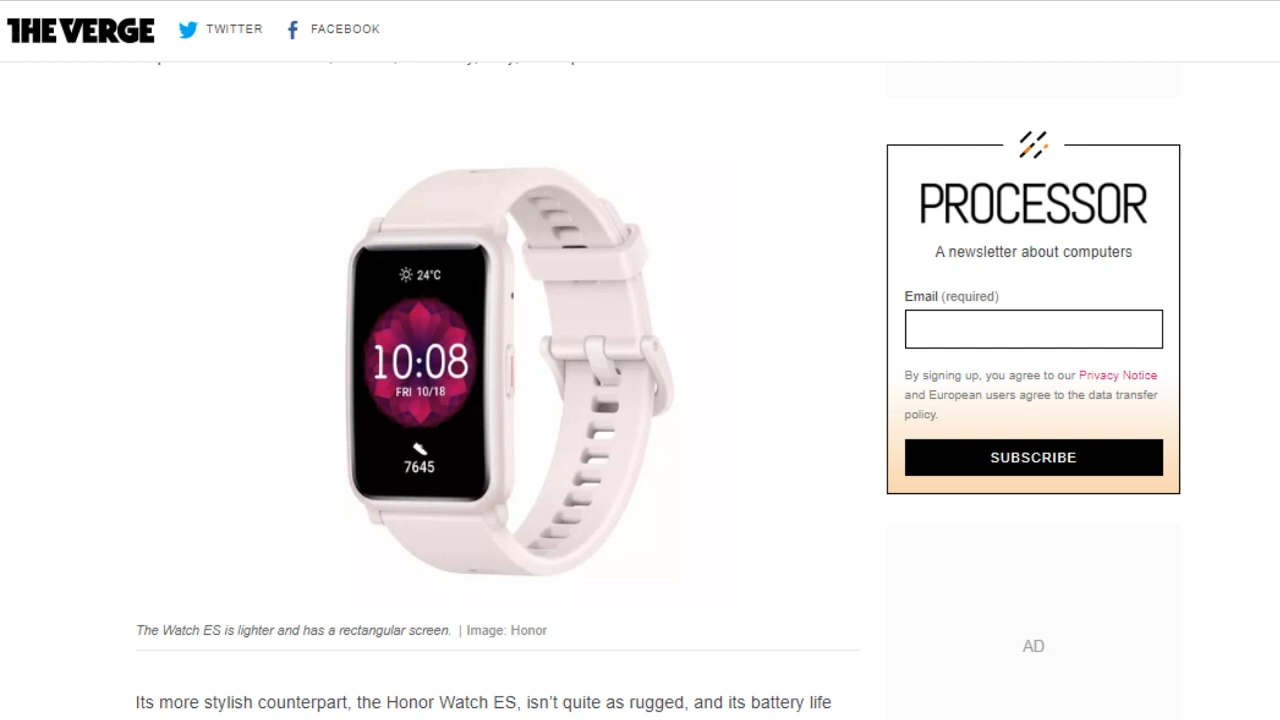 THE VERGE
TWITTER
FACEBOOK
24°C
10:08
FRI 10/18
7645
The Watch ES is lighter and has a rectangular screen. | Image: Honor
Its more stylish counterpart, the Honor Watch ES, isn't quite as rugged, and its battery life
PROCESSOR
A newsletter about computers
Email (required)
By signing up, you agree to our Privacy Notice
and European users agree to the data transfer
policy.
SUBSCRIBE
AD